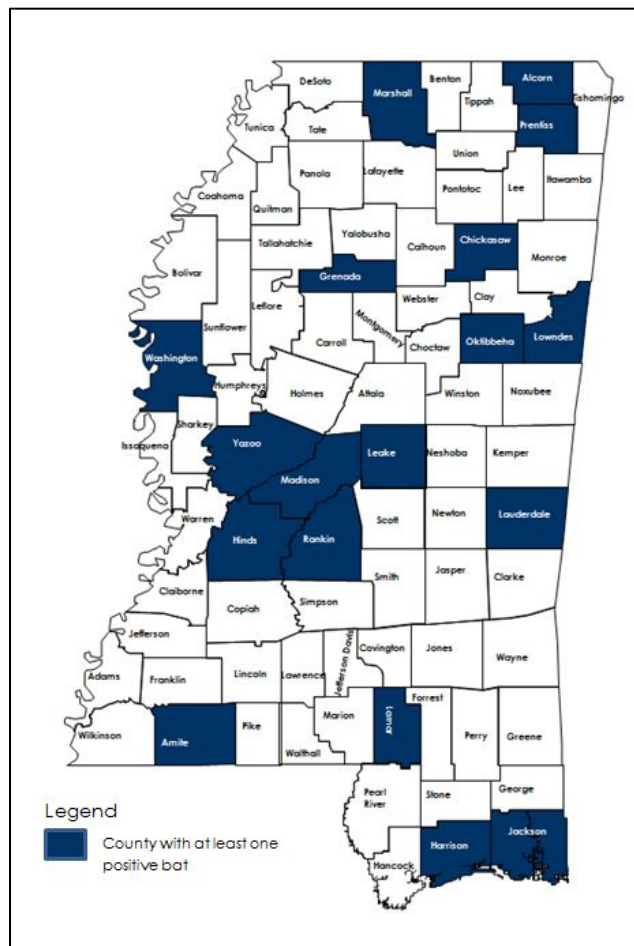 DeSoto
Marshall
Benton
Alcorn
Tippah
Tishomingo
Prentiss
Tunica
Tate
Union
Panola
Lafayette
Pontotoc
Lee
Itawamba
Coahoma
Quitman
Yalobusha
Calhoun
Chickasaw
Monroe
Tallahatchie
Bolivar
Grenada
Sunflower
Leflore
Webster
Clay
Montgomery
Washington
Carroll
Choctaw
Oktibbeha
Lowndes
Humphreys
Holmes
Attala
Winston
Noxubee
Sharkey
Issaquena
Yazoo
Leake
Neshoba
Kemper
Madison
Warren
Hinds
Rankin
Scott
Newton
Lauderdale
Claiborne
Copiah
Simpson
Smith
Jasper
Clarke
Jefferson
Adams
Franklin
Lincoln
Lawrence
Jefferson Davis
Covington
Jones
Wayne
Wilkinson
Amite
Pike
Walthall
Marion
Lamar
Forrest
Perry
Greene
Pearl
River
Stone
George
Hancock
Harrison
Jackson
Legend
County with at least one
positive bat